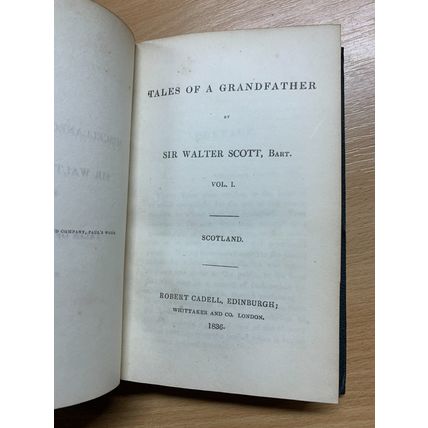 D COMPANY, PAUL'S WORK
TALES OF A GRANDFATHER
BY
SIR WALTER SCOTT, BART.
VOL. I.
SCOTLAND.
ROBERT CADELL, EDINBURGH;
WHITTAKER AND CO. LONDON.
1836.